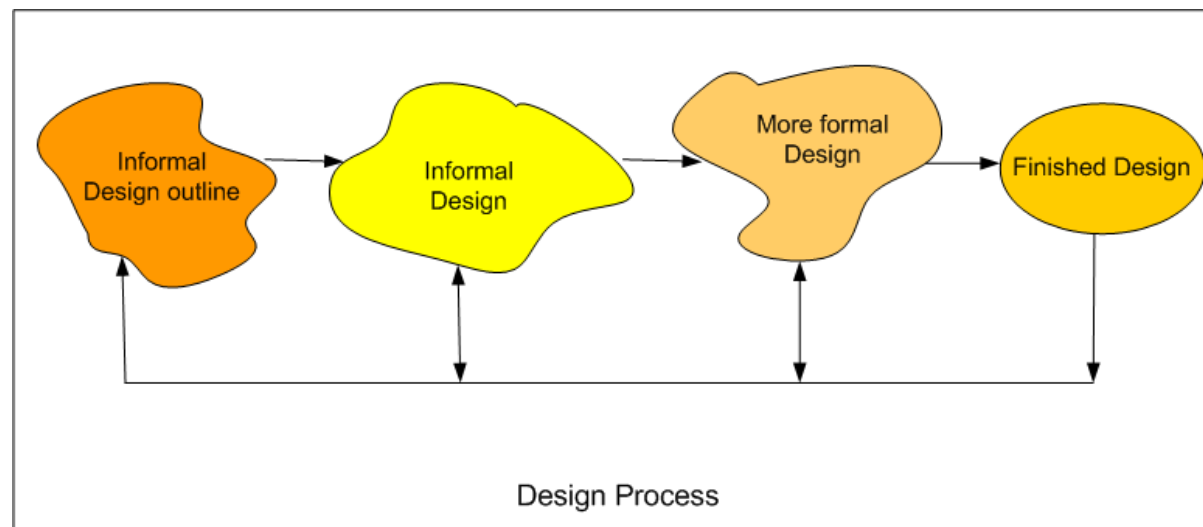 Informal
Design outline
Informal
Design
More formal
Design
Finished Design
Design Process